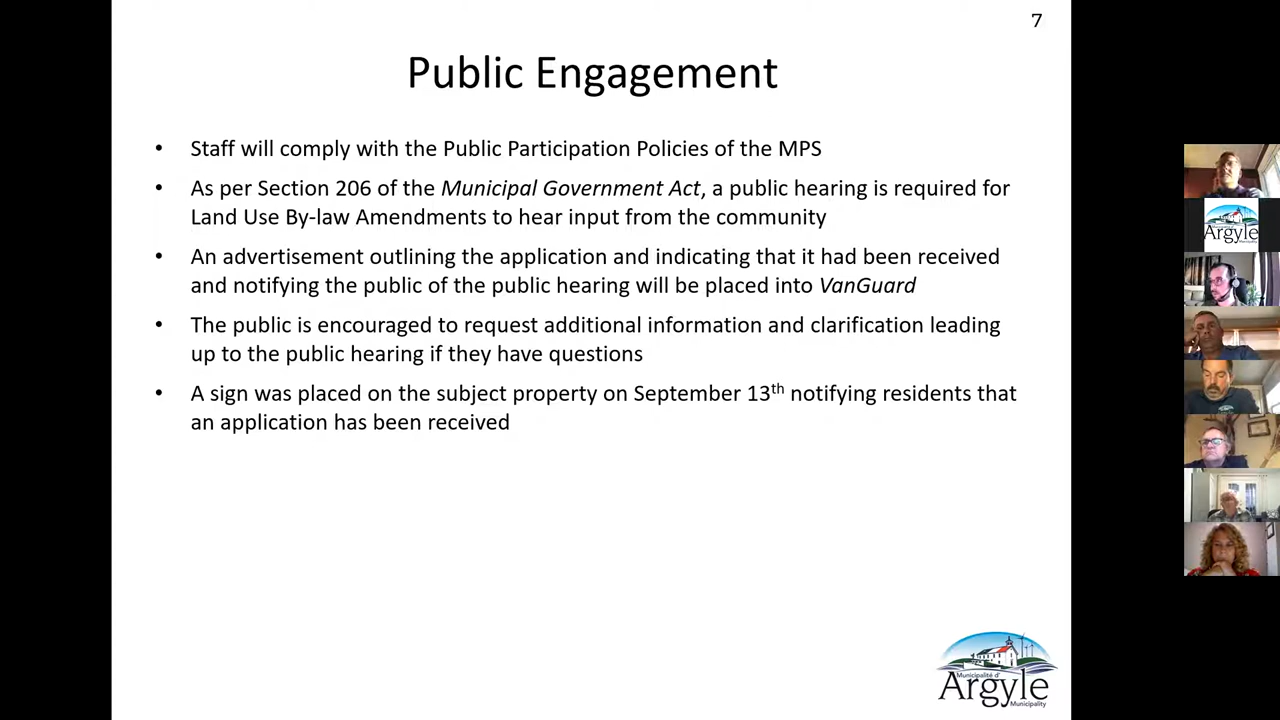 7
Public Engagement
• Staff will comply with the Public Participation Policies of the MPS
• As per Section 206 of the Municipal Government Act, a public hearing is required for
Land Use By-law Amendments to hear input from the community
• An advertisement outlining the application and indicating that it had been received
and notifying the public of the public hearing will be placed into VanGuard
• The public is encouraged to request additional information and clarification leading
up to the public hearing if they have questions
• A sign was placed on the subject property on September 13th notifying residents that
an application has been received
Argyle
Municipalité d'
Argyle
Municipality